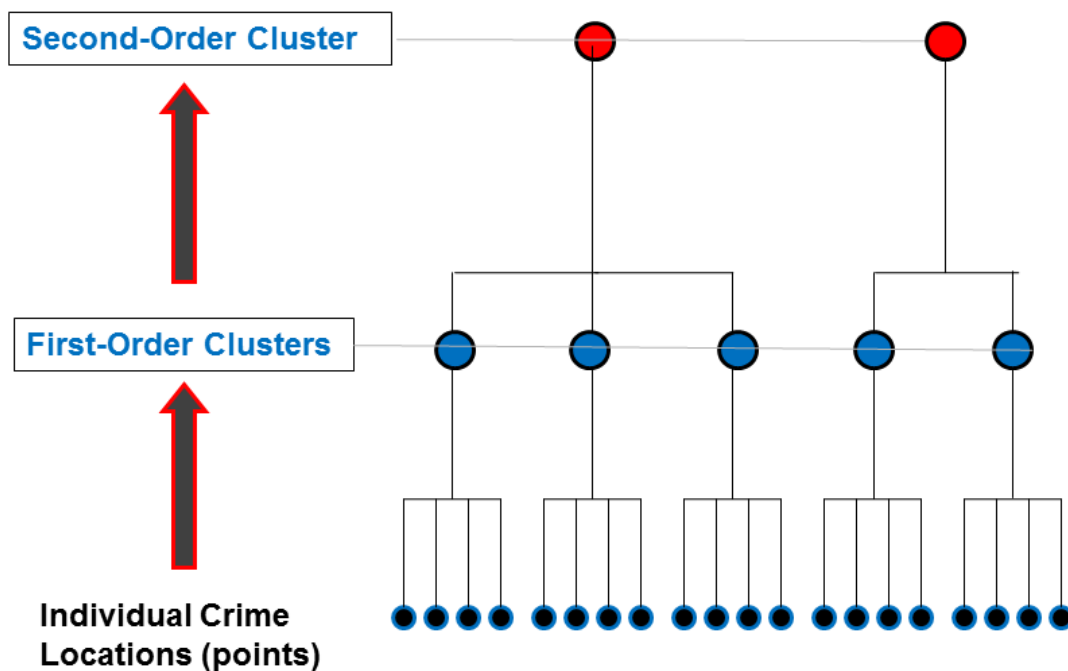 Second-Order Cluster
First-Order Clusters
Individual Crime
Locations (points)